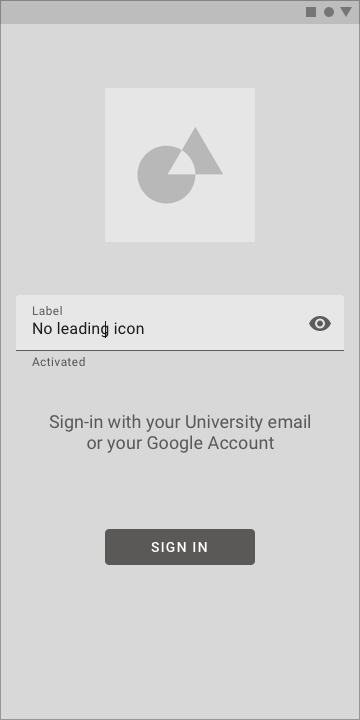 Label
No leading icon
Activated
Sign-in with your University email
or your Google Account
SIGN IN